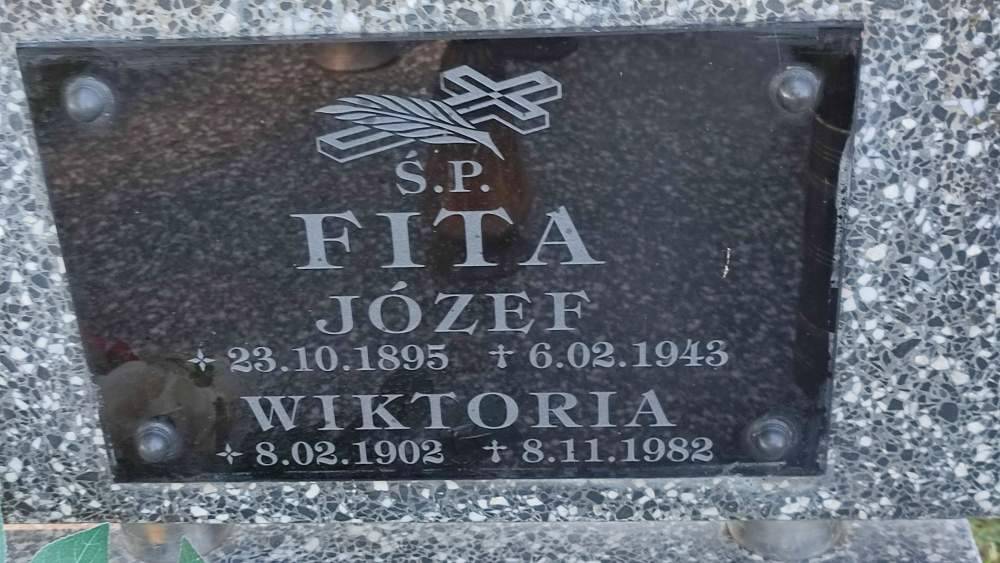 Ś.P.
FITA
JÓZEF
✧ 23.10.1895 † 6.02.1943
WIKTORIA
✧ 8.02.1902 † 8.11.1982